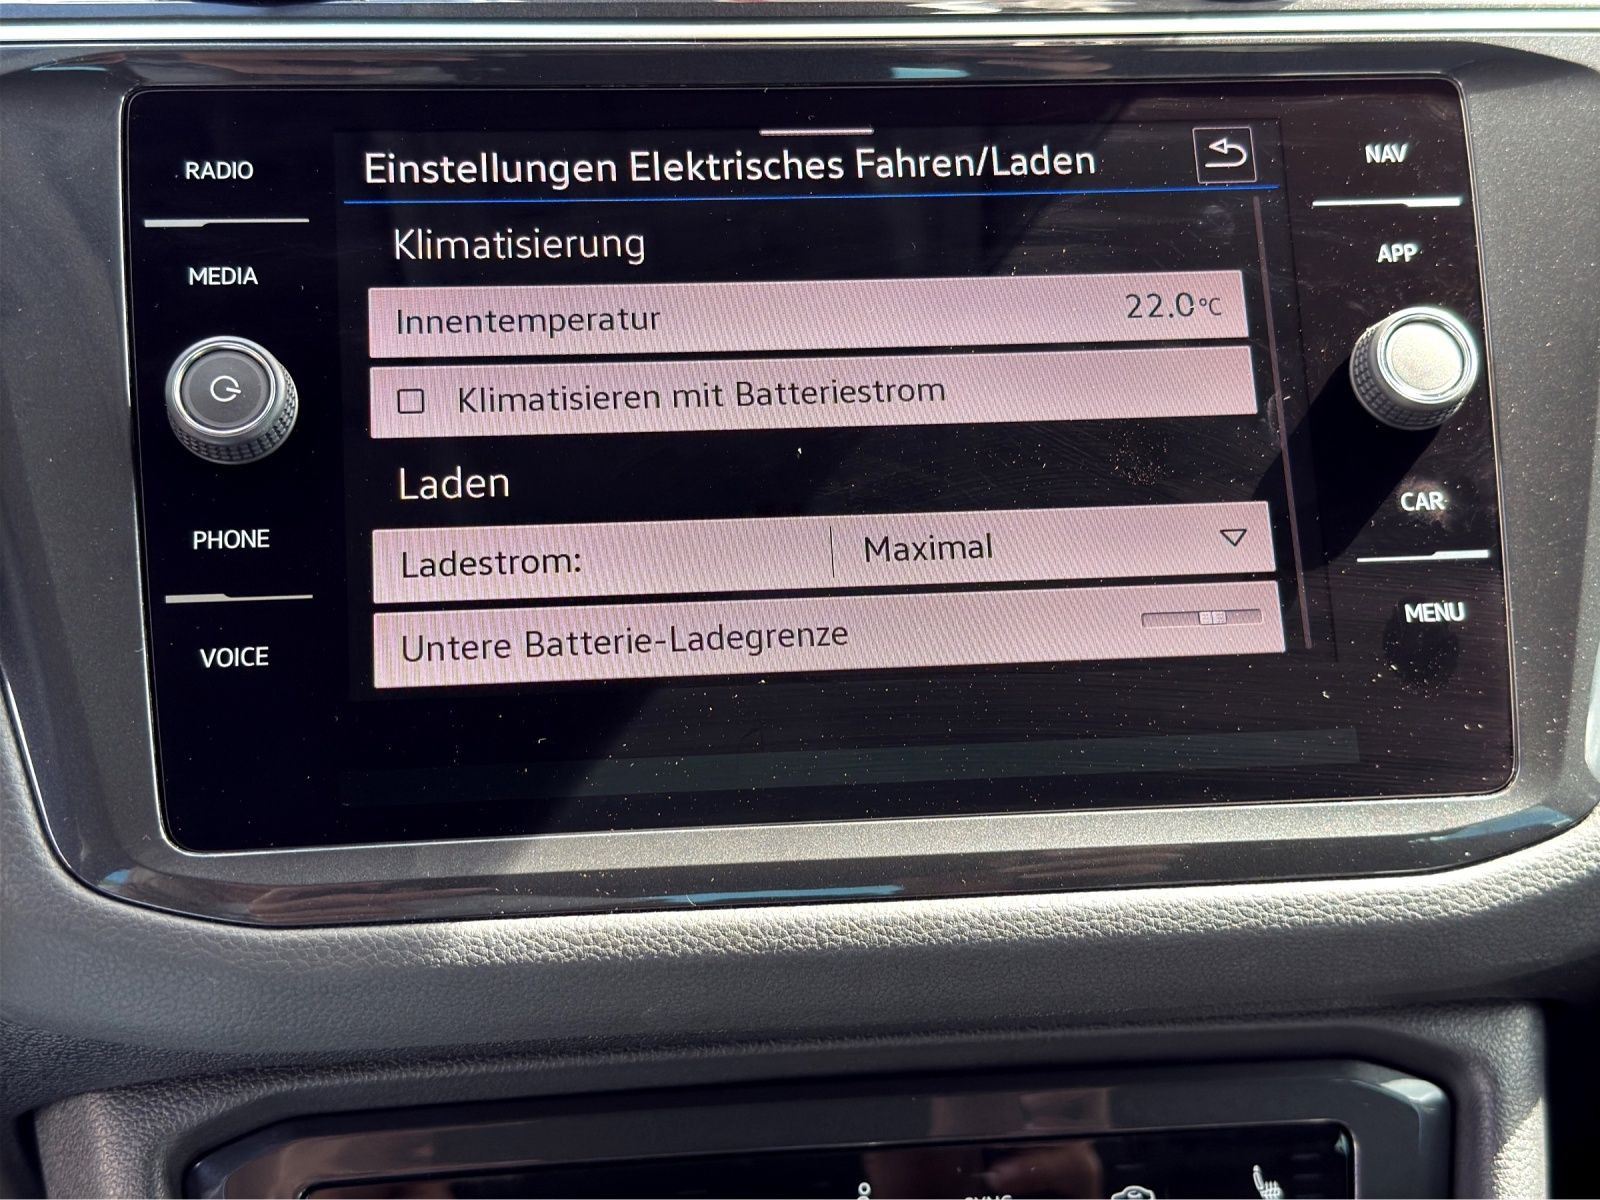 RADIO
MEDIA
PHONE
VOICE
Einstellungen Elektrisches Fahren/Laden
Klimatisierung
Innentemperatur 22.0°C
Klimatisieren mit Batteriestrom
Laden
Ladestrom: Maximal
Untere Batterie-Ladegrenze
NAV
APP
CAR
MENU